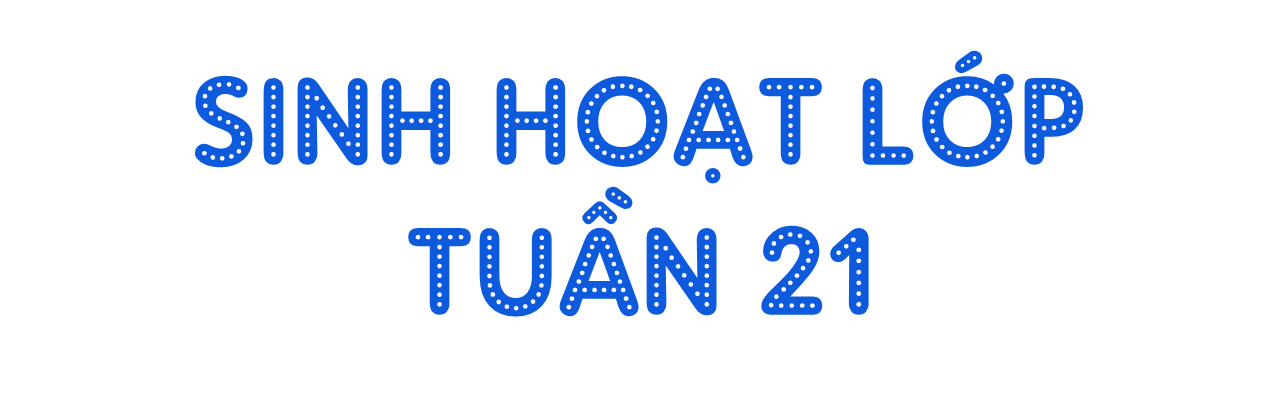 SINH HOẠT LỚP
TUẦN 21